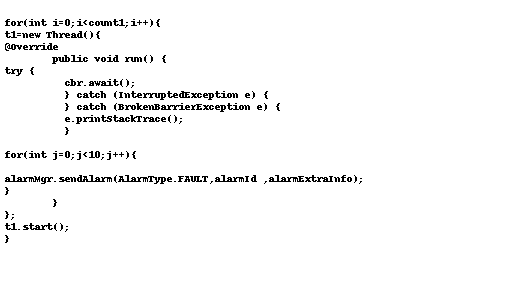 for(int i=0;i<count1;i++){
t1=new Thread(){
@Override
public void run() {
try {
cbr.await();
} catch (InterruptedException e) {
} catch (BrokenBarrierException e) {
e.printStackTrace();
}
for(int j=0;j<10;j++){
alarmMgr.sendAlarm(AlarmType.FAULT,alarmId ,alarmExtraInfo);
}
}
};
t1.start();
}